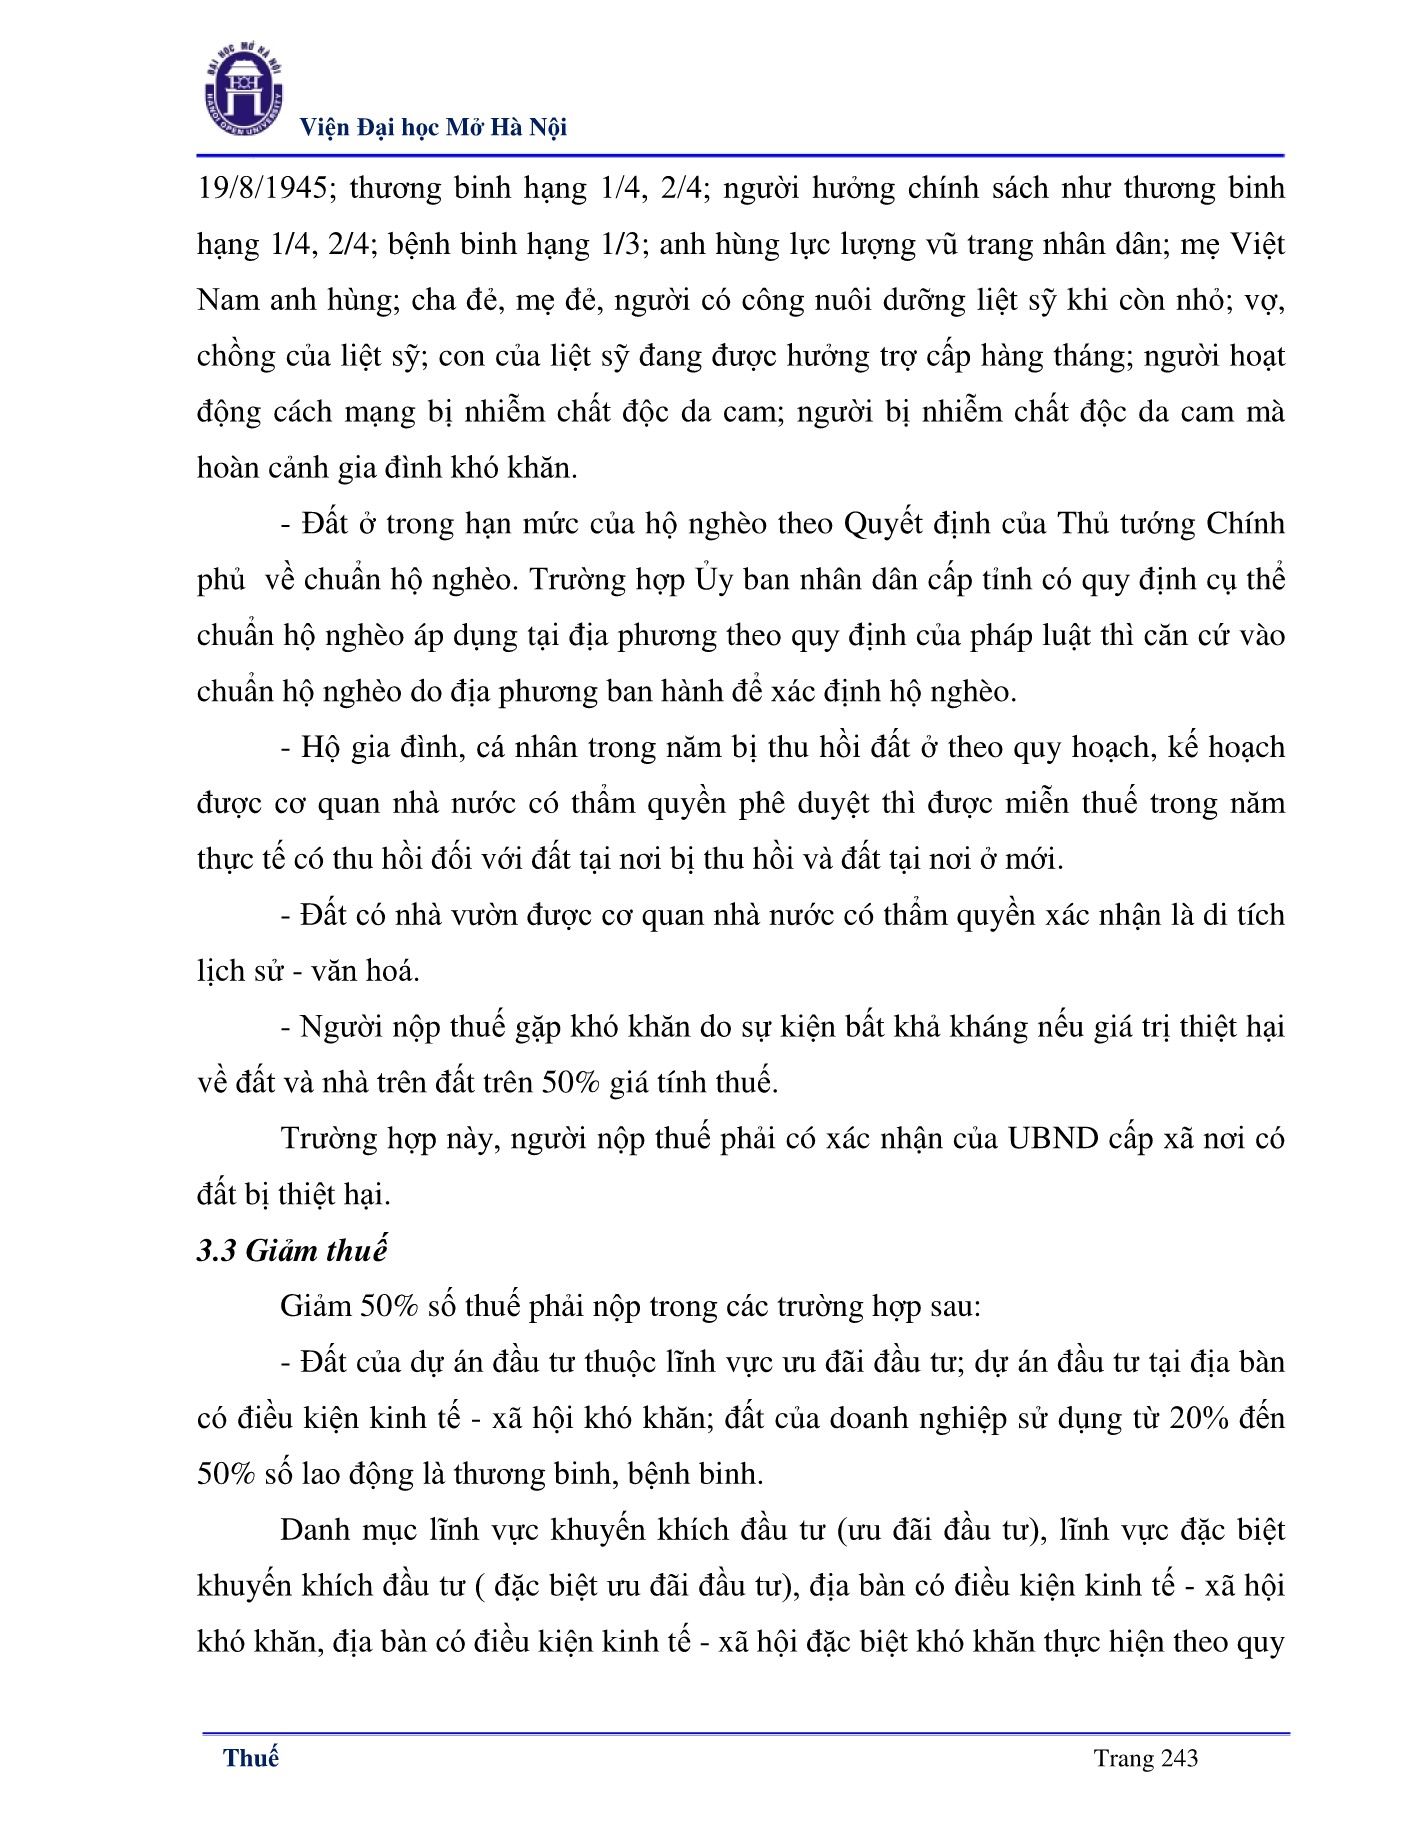 ĐẠI HỌC MỞ HÀ NỘI
HANOI OPEN UNIVERSITY
Viện Đại học Mở Hà Nội
19/8/1945; thương binh hạng 1/4, 2/4; người hưởng chính sách như thương binh
hạng 1/4, 2/4; bệnh binh hạng 1/3; anh hùng lực lượng vũ trang nhân dân; mẹ Việt
Nam anh hùng; cha đẻ, mẹ đẻ, người có công nuôi dưỡng liệt sỹ khi còn nhỏ; vợ,
chồng của liệt sỹ; con của liệt sỹ đang được hưởng trợ cấp hàng tháng; người hoạt
động cách mạng bị nhiễm chất độc da cam; người bị nhiễm chất độc da cam mà
hoàn cảnh gia đình khó khăn.
- Đất ở trong hạn mức của hộ nghèo theo Quyết định của Thủ tướng Chính
phủ  về chuẩn hộ nghèo. Trường hợp Ủy ban nhân dân cấp tỉnh có quy định cụ thể
chuẩn hộ nghèo áp dụng tại địa phương theo quy định của pháp luật thì căn cứ vào
chuẩn hộ nghèo do địa phương ban hành để xác định hộ nghèo.
- Hộ gia đình, cá nhân trong năm bị thu hồi đất ở theo quy hoạch, kế hoạch
được cơ quan nhà nước có thẩm quyền phê duyệt thì được miễn thuế trong năm
thực tế có thu hồi đối với đất tại nơi bị thu hồi và đất tại nơi ở mới.
- Đất có nhà vườn được cơ quan nhà nước có thẩm quyền xác nhận là di tích
lịch sử - văn hoá.
- Người nộp thuế gặp khó khăn do sự kiện bất khả kháng nếu giá trị thiệt hại
về đất và nhà trên đất trên 50% giá tính thuế.
Trường hợp này, người nộp thuế phải có xác nhận của UBND cấp xã nơi có
đất bị thiệt hại.
3.3 Giảm thuế
Giảm 50% số thuế phải nộp trong các trường hợp sau:
- Đất của dự án đầu tư thuộc lĩnh vực ưu đãi đầu tư; dự án đầu tư tại địa bàn
có điều kiện kinh tế - xã hội khó khăn; đất của doanh nghiệp sử dụng từ 20% đến
50% số lao động là thương binh, bệnh binh.
Danh mục lĩnh vực khuyến khích đầu tư (ưu đãi đầu tư), lĩnh vực đặc biệt
khuyến khích đầu tư ( đặc biệt ưu đãi đầu tư), địa bàn có điều kiện kinh tế - xã hội
khó khăn, địa bàn có điều kiện kinh tế - xã hội đặc biệt khó khăn thực hiện theo quy
Thuế
Trang 243